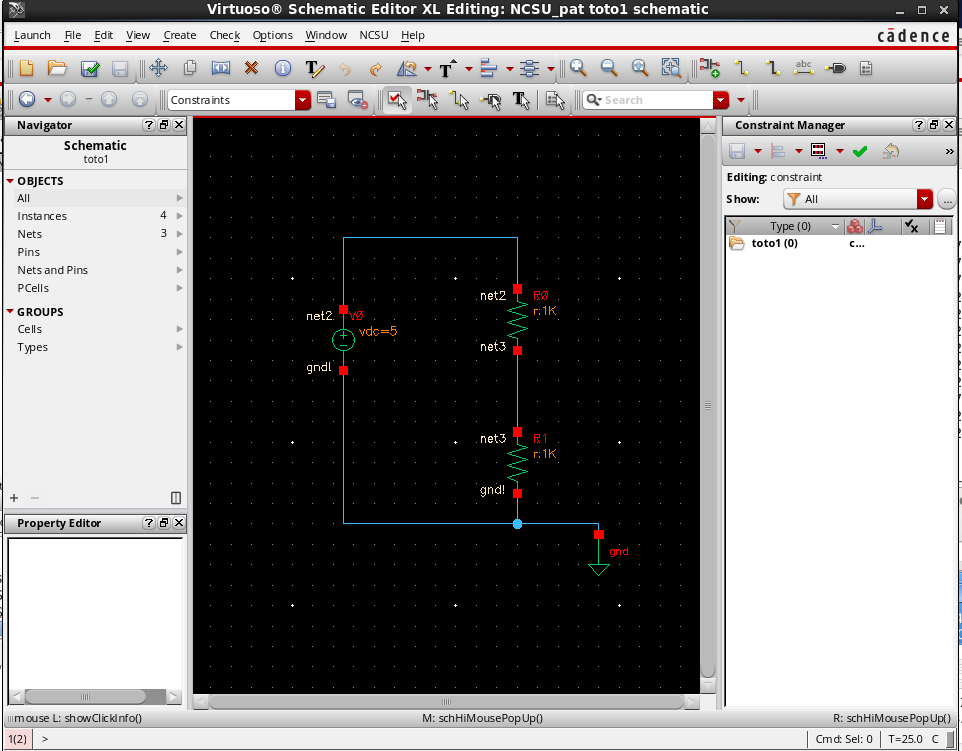 Virtuoso® Schematic Editor XL Editing: NCSU_pat toto1 schematic
Launch File Edit View Create Check Options Window NCSU Help
cādence
abc
Constraints
Search
Navigator
Schematic
toto1
OBJECTS
All
Instances 4
Nets 3
Pins
Nets and Pins
PCells
GROUPS
Cells
Types
Property Editor
net2
V0
vdc=5
gnd!
net2
R0
r:1K
net3
net3
R1
r:1K
gnd!
gnd
Constraint Manager
Editing: constraint
Show: All
Type (0)
toto1 (0) c...
mouse L: showClickInfo() M: schHiMousePopUp() R: schHiMousePopUp()
1(2) > Cmd: Sel: 0 T=25.0 C